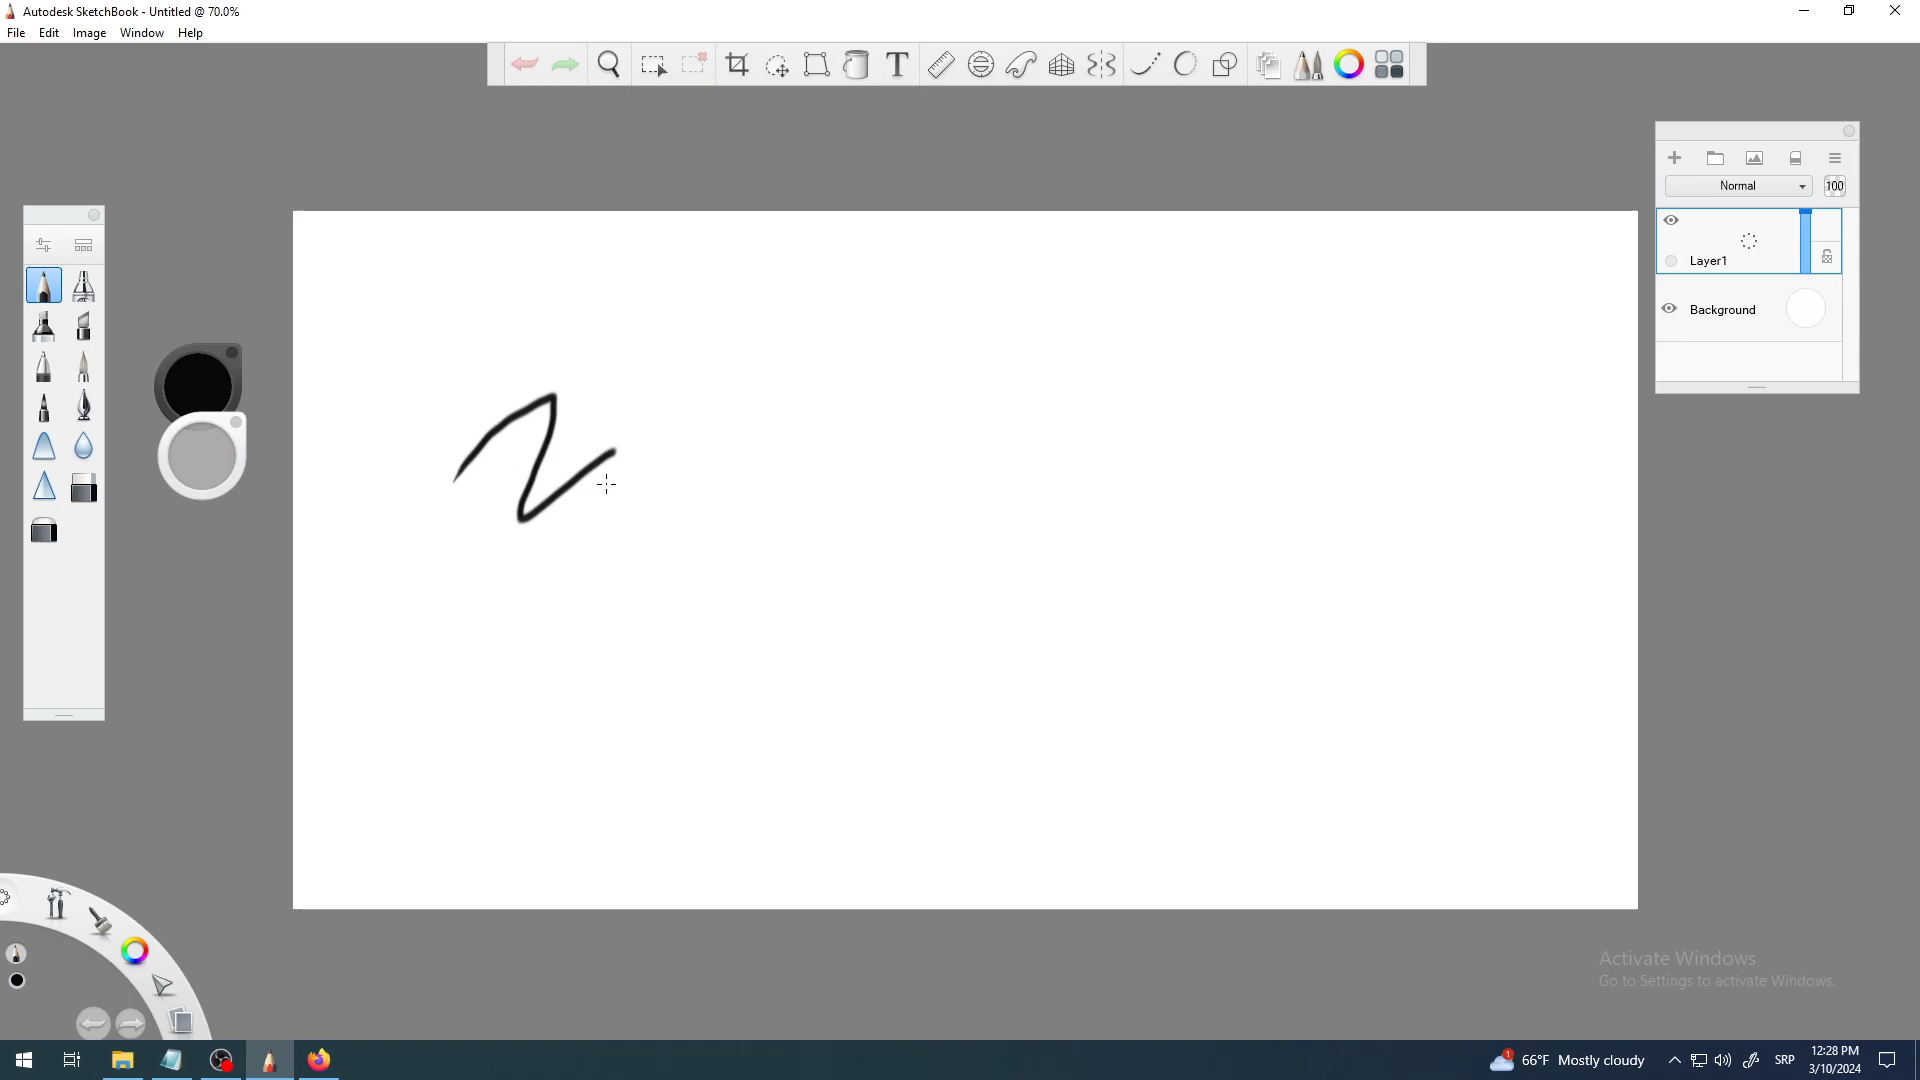 Autodesk SketchBook - Untitled @ 70.0%
File Edit Image Window Help
T
Normal 100
Layer1
Background
Activate Windows
Go to Settings to activate Windows.
1 66°F Mostly cloudy SRP 12:28 PM
3/10/2024